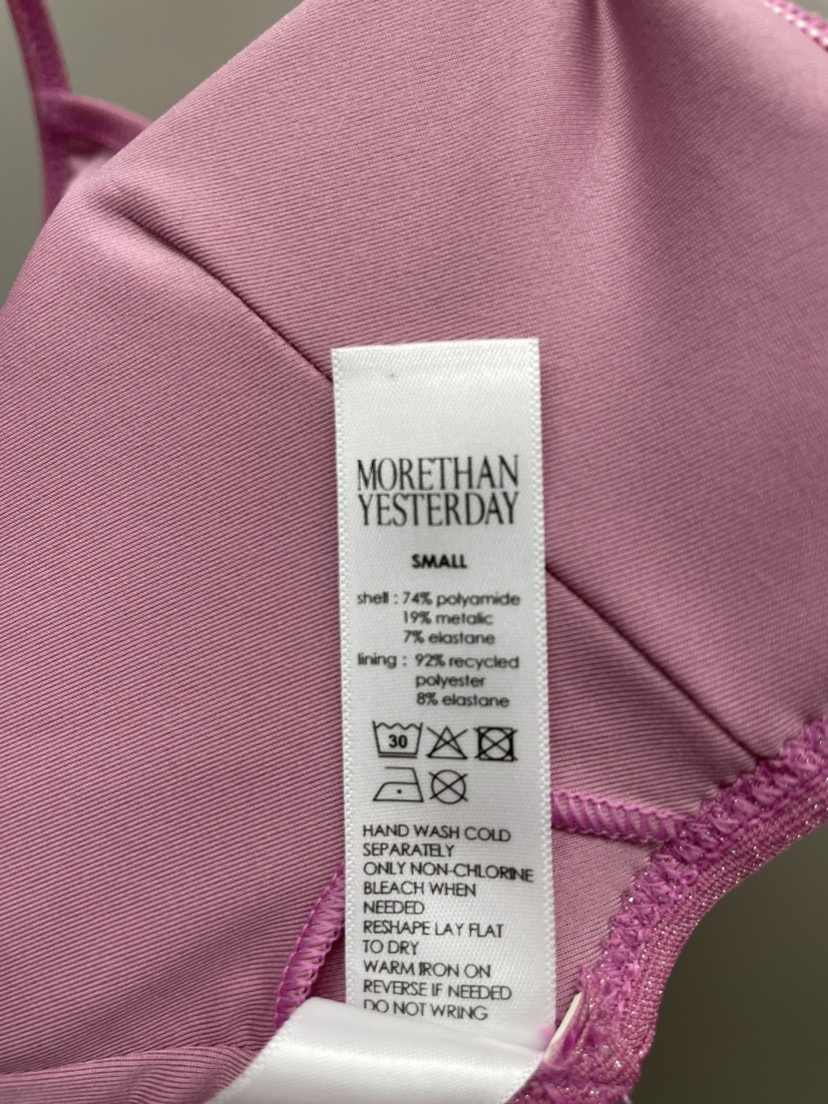 MORETHAN
YESTERDAY
SMALL
shell : 74% polyamide
19% metalic
7% elastane
lining : 92% recycled
polyester
8% elastane
30
HAND WASH COLD
SEPARATELY
ONLY NON-CHLORINE
BLEACH WHEN
NEEDED
RESHAPE LAY FLAT
TO DRY
WARM IRON ON
REVERSE IF NEEDED
DO NOT WRING